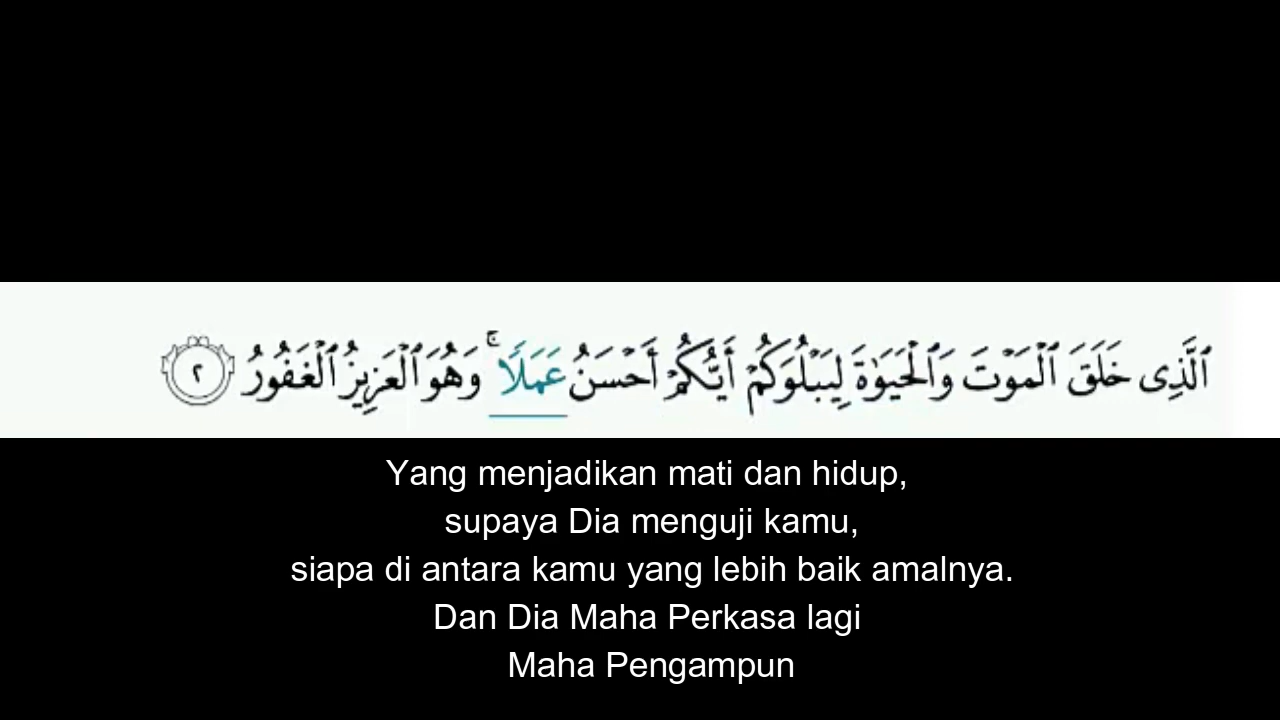 ٱلَّذِى خَلَقَ ٱلْمَوْتَ وَٱلْحَيَوٰةَ لِيَبْلُوَكُمْ أَيُّكُمْ أَحْسَنُ عَمَلًا ۚ وَهُوَ ٱلْعَزِيزُ ٱلْغَفُورُ ٢
Yang menjadikan mati dan hidup,
supaya Dia menguji kamu,
siapa di antara kamu yang lebih baik amalnya.
Dan Dia Maha Perkasa lagi
Maha Pengampun